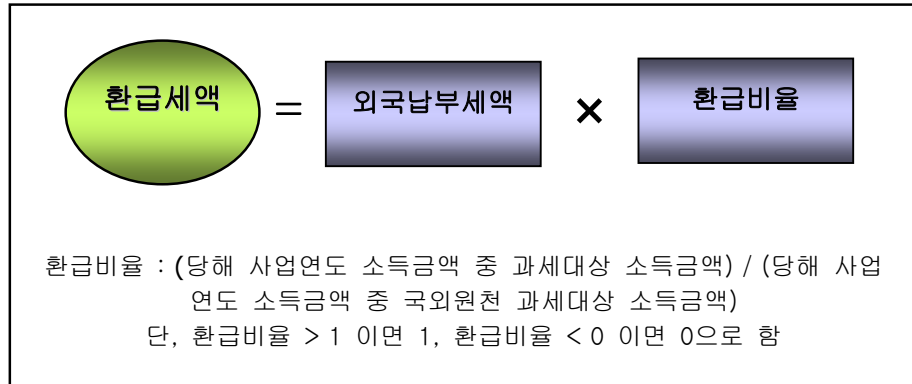 환급세액 = 외국납부세액 × 환급비율
환급비율 : (당해 사업연도 소득금액 중 과세대상 소득금액) / (당해 사업
연도 소득금액 중 국외원천 과세대상 소득금액)
단, 환급비율 > 1 이면 1, 환급비율 < 0 이면 0으로 함